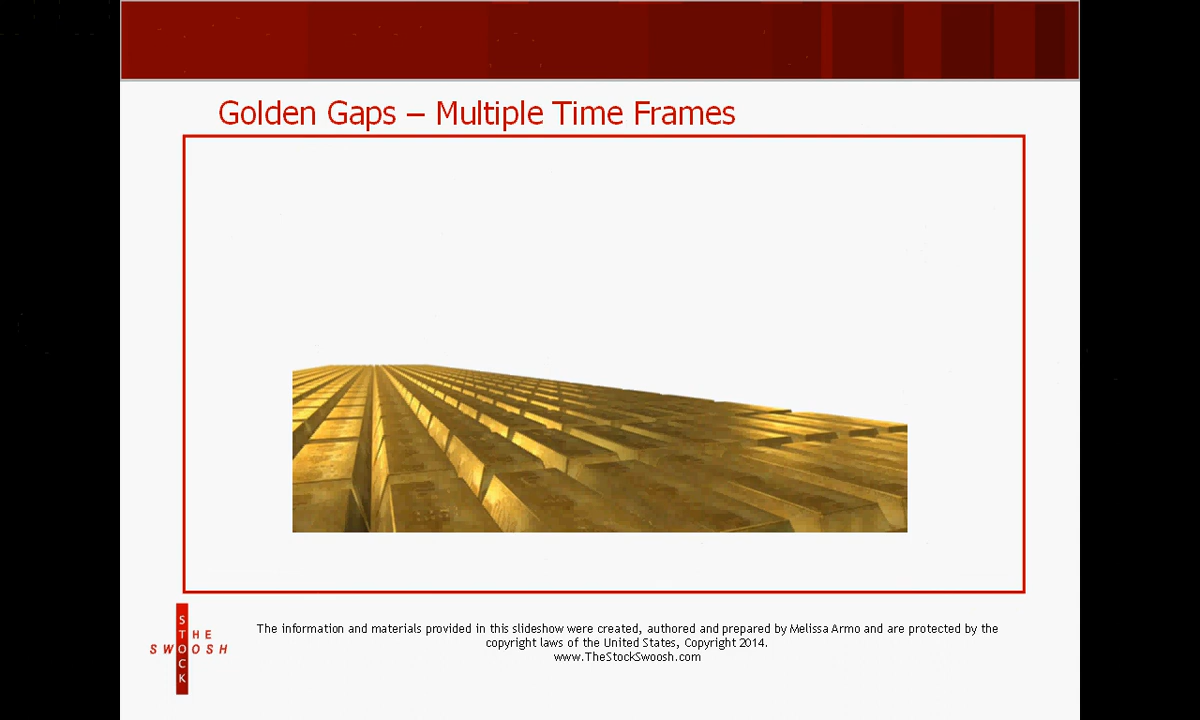 Golden Gaps – Multiple Time Frames
THE
STOCK
SWOOSH
The information and materials provided in this slideshow were created, authored and prepared by Melissa Armo and are protected by the
copyright laws of the United States, Copyright 2014.
www.TheStockSwoosh.com